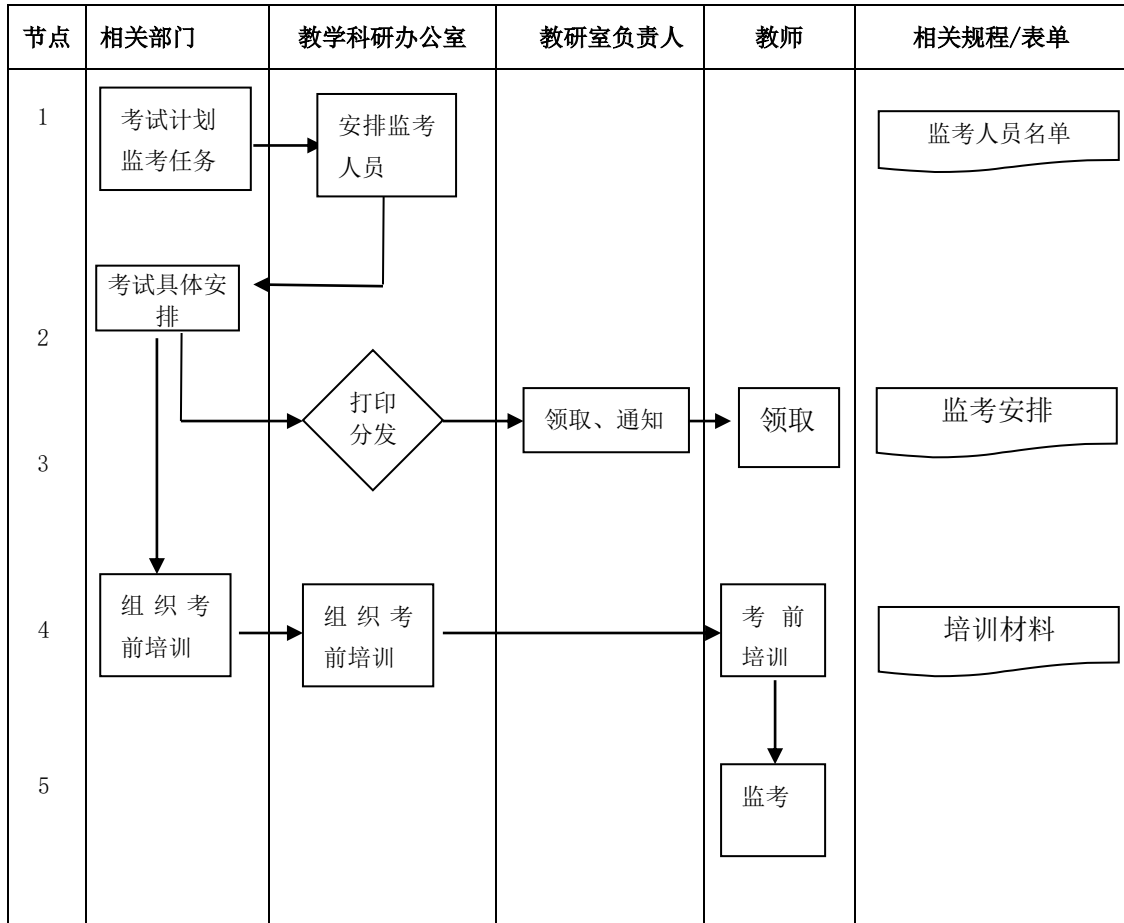 节点 相关部门 教学科研办公室 教研室负责人 教师 相关规程/表单
1
考试计划
监考任务
安排监考
人员
监考人员名单
考试具体安
排
2
打印
分发
领取、通知
领取
监考安排
3
组织考
前培训
组织考
前培训
考前
培训
培训材料
4
5
监考